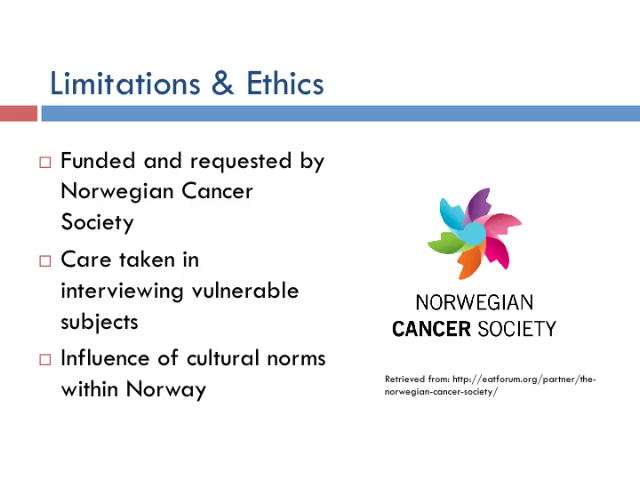 Limitations & Ethics
Funded and requested by
Norwegian Cancer
Society
Care taken in
interviewing vulnerable
subjects
Influence of cultural norms
within Norway
NORWEGIAN
CANCER SOCIETY
Retrieved from: http://eatforum.org/partner/the-
norwegian-cancer-society/